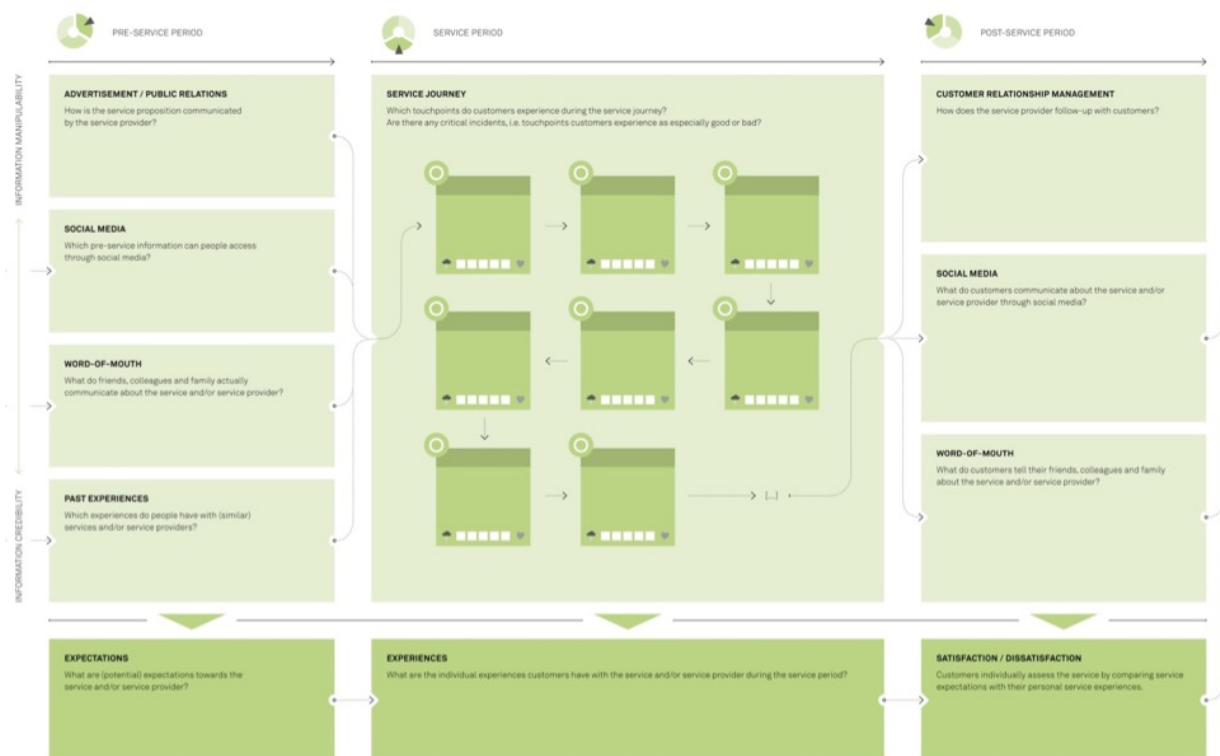 PRE-SERVICE PERIOD
SERVICE PERIOD
POST-SERVICE PERIOD
INFORMATION MANIPULABILITY
INFORMATION CREDIBILITY
ADVERTISEMENT / PUBLIC RELATIONS
How is the service proposition communicated
by the service provider?
SOCIAL MEDIA
Which pre-service information can people access
through social media?
WORD-OF-MOUTH
What do friends, colleagues and family actually
communicate about the service and/or service provider?
PAST EXPERIENCES
Which experiences do people have with (similar)
services and/or service providers?
SERVICE JOURNEY
Which touchpoints do customers experience during the service journey?
Are there any critical incidents, i.e. touchpoints customers experience as especially good or bad?
[...]
CUSTOMER RELATIONSHIP MANAGEMENT
How does the service provider follow-up with customers?
SOCIAL MEDIA
What do customers communicate about the service and/or
service provider through social media?
WORD-OF-MOUTH
What do customers tell their friends, colleagues and family
about the service and/or service provider?
EXPECTATIONS
What are (potential) expectations towards the
service and/or service provider?
EXPERIENCES
What are the individual experiences customers have with the service and/or service provider during the service period?
SATISFACTION / DISSATISFACTION
Customers individually assess the service by comparing service
expectations with their personal service experiences.